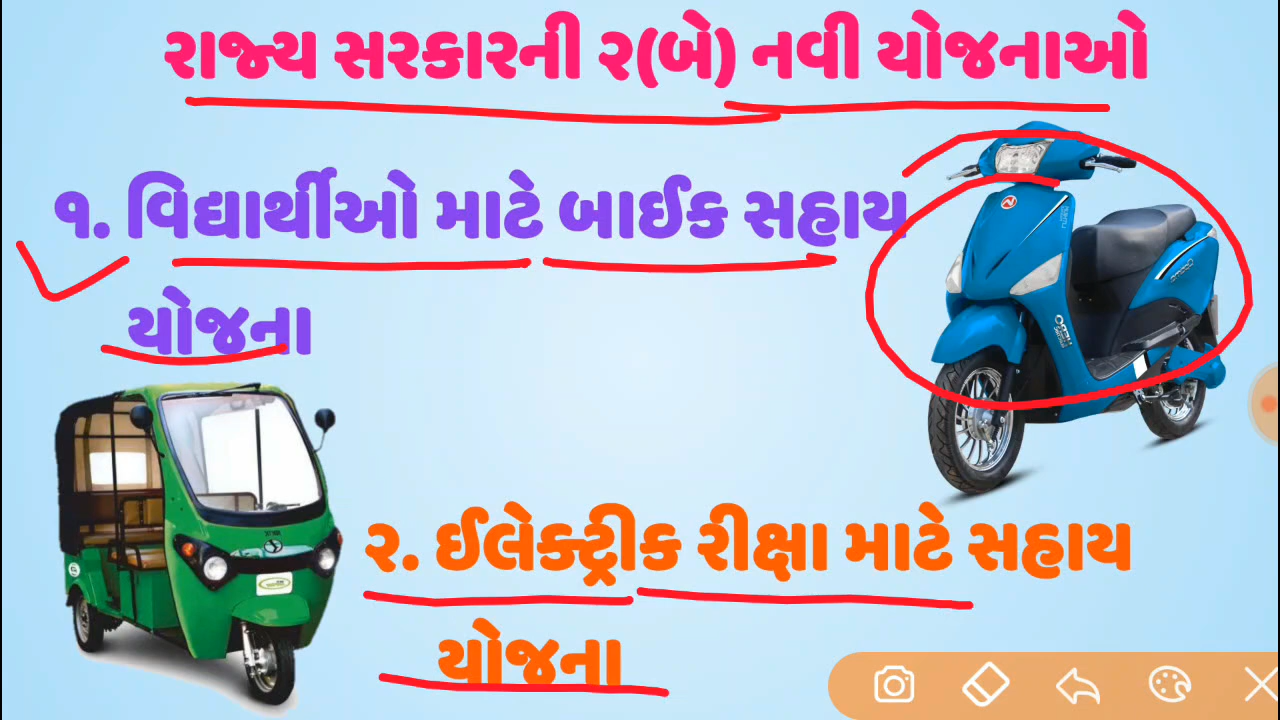 રાજ્ય સરકારની ૨(બે) નવી યોજનાઓ
૧. વિદ્યાર્થીઓ માટે બાઈક સહાય
યોજના
૨. ઈલેક્ટ્રીક રીક્ષા માટે સહાય
યોજના